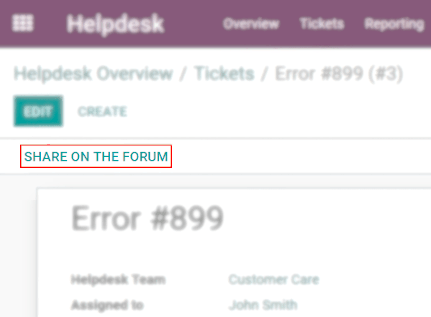 Helpdesk Overview Tickets Reporting
Helpdesk Overview / Tickets / Error #899 (#3)
EDIT CREATE
SHARE ON THE FORUM
Error #899
Helpdesk Team Customer Care
Assigned to John Smith